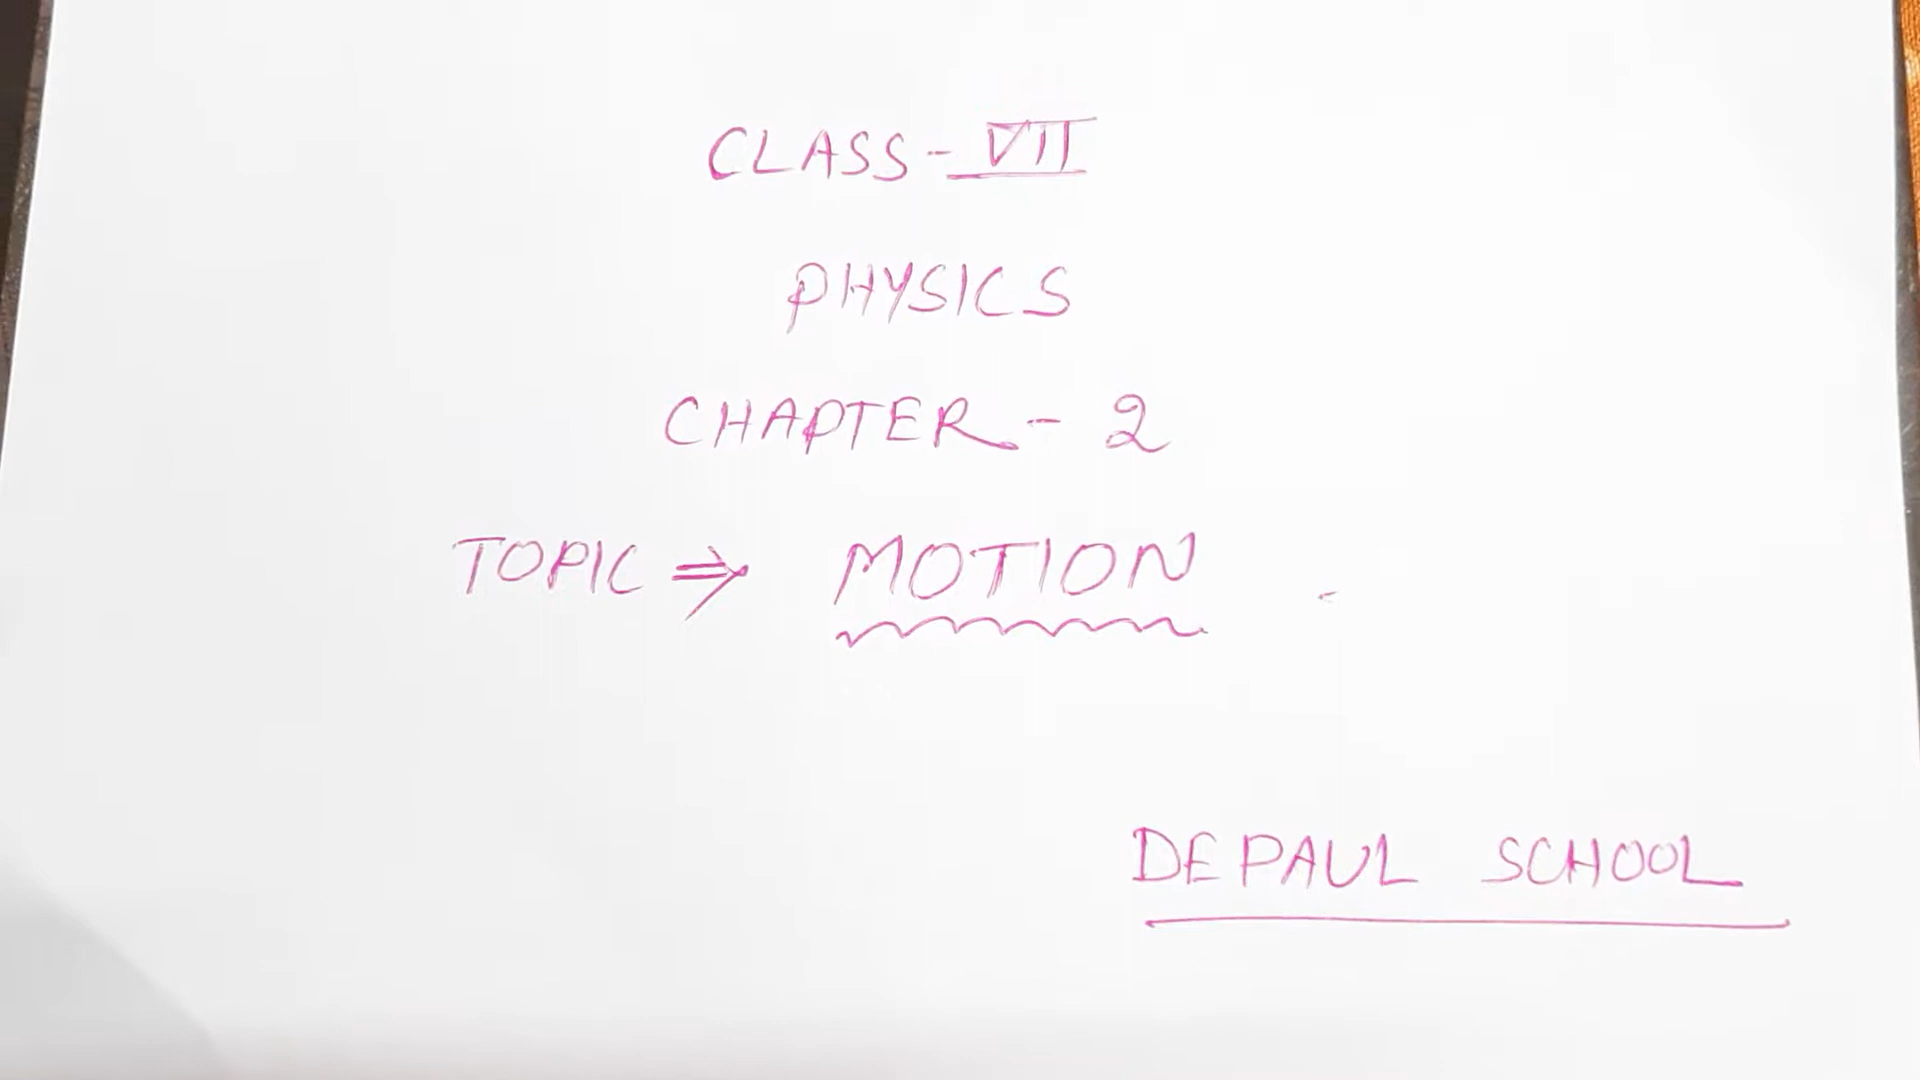 CLASS - VII
PHYSICS
CHAPTER - 2
TOPIC ⇒ MOTION
DEPAUL SCHOOL